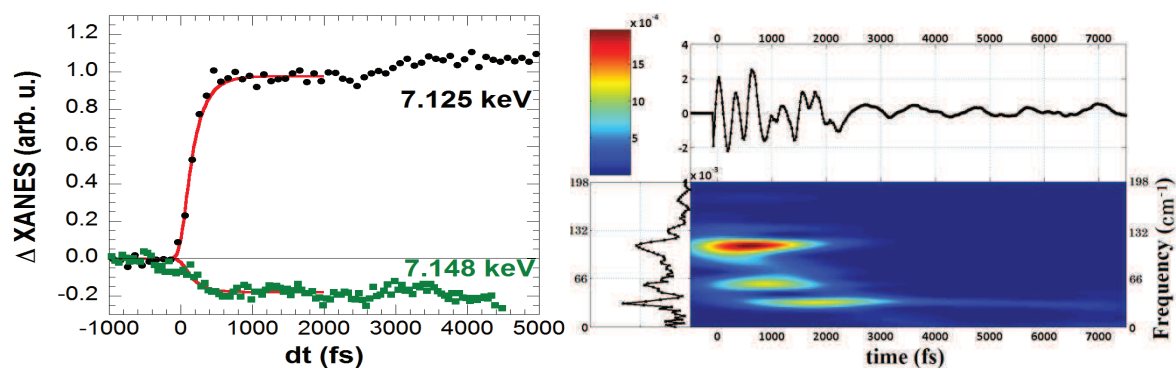 1.2
1.0
0.8
0.6
0.4
0.2
0.0
-0.2
Δ XANES (arb. u.)
7.125 keV
7.148 keV
-1000 0 1000 2000 3000 4000 5000
dt (fs)
x 10⁻⁴
15
10
5
0 1000 2000 3000 4000 5000 6000 7000
4
2
0
-2
x 10⁻³
198
132
66
0
198
132
66
0
Frequency (cm⁻¹)
0 1000 2000 3000 4000 5000 6000 7000
time (fs)